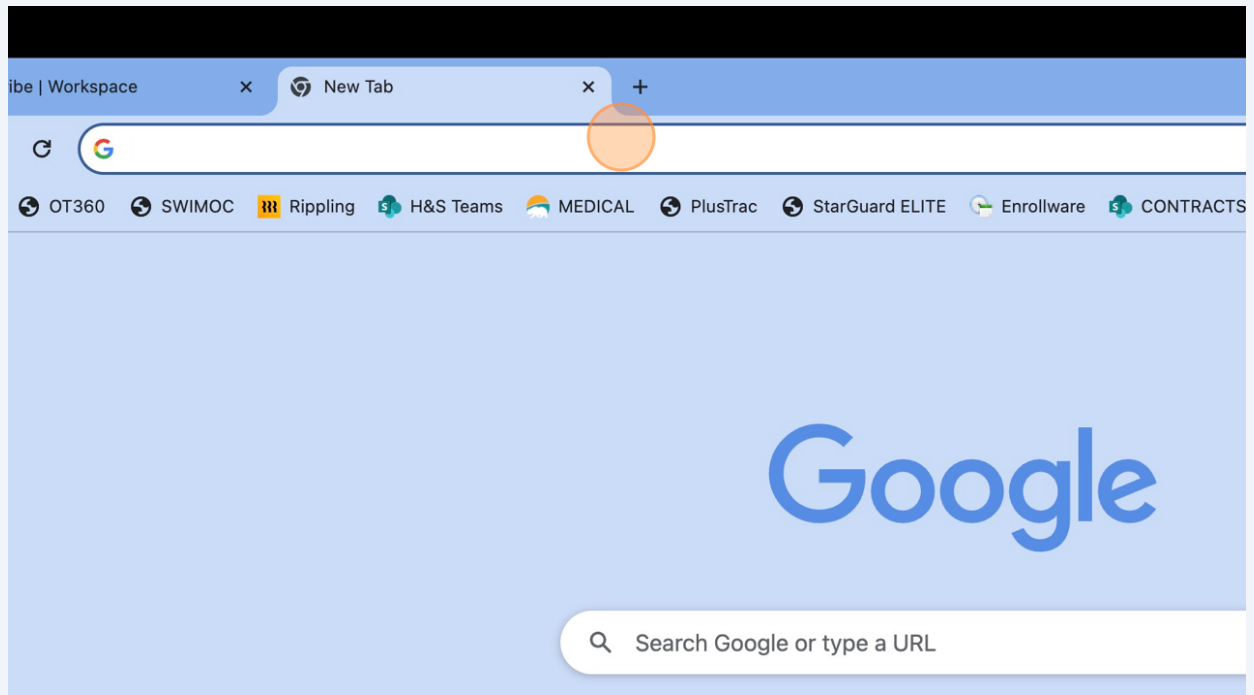 ibe | Workspace New Tab
OT360 SWIMOC Rippling H&S Teams MEDICAL PlusTrac StarGuard ELITE Enrollware CONTRACTS
Google
Search Google or type a URL